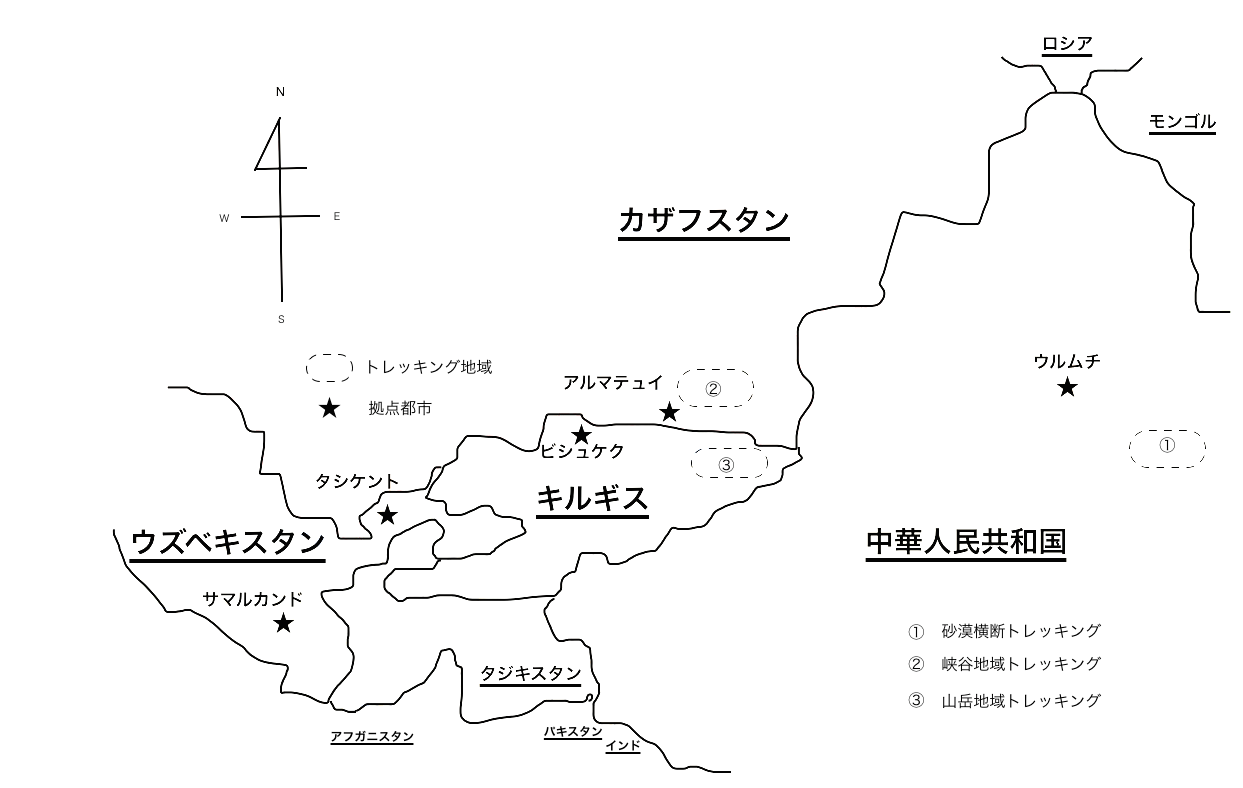 ロシア
N
モンゴル
W
E
カザフスタン
S
トレッキング地域
拠点都市
アルマテュイ
②
ウルムチ
ビシュケク
①
③
タシケント
キルギス
ウズベキスタン
中華人民共和国
サマルカンド
① 砂漠横断トレッキング
② 峡谷地域トレッキング
③ 山岳地域トレッキング
タジキスタン
アフガニスタン
パキスタン
インド